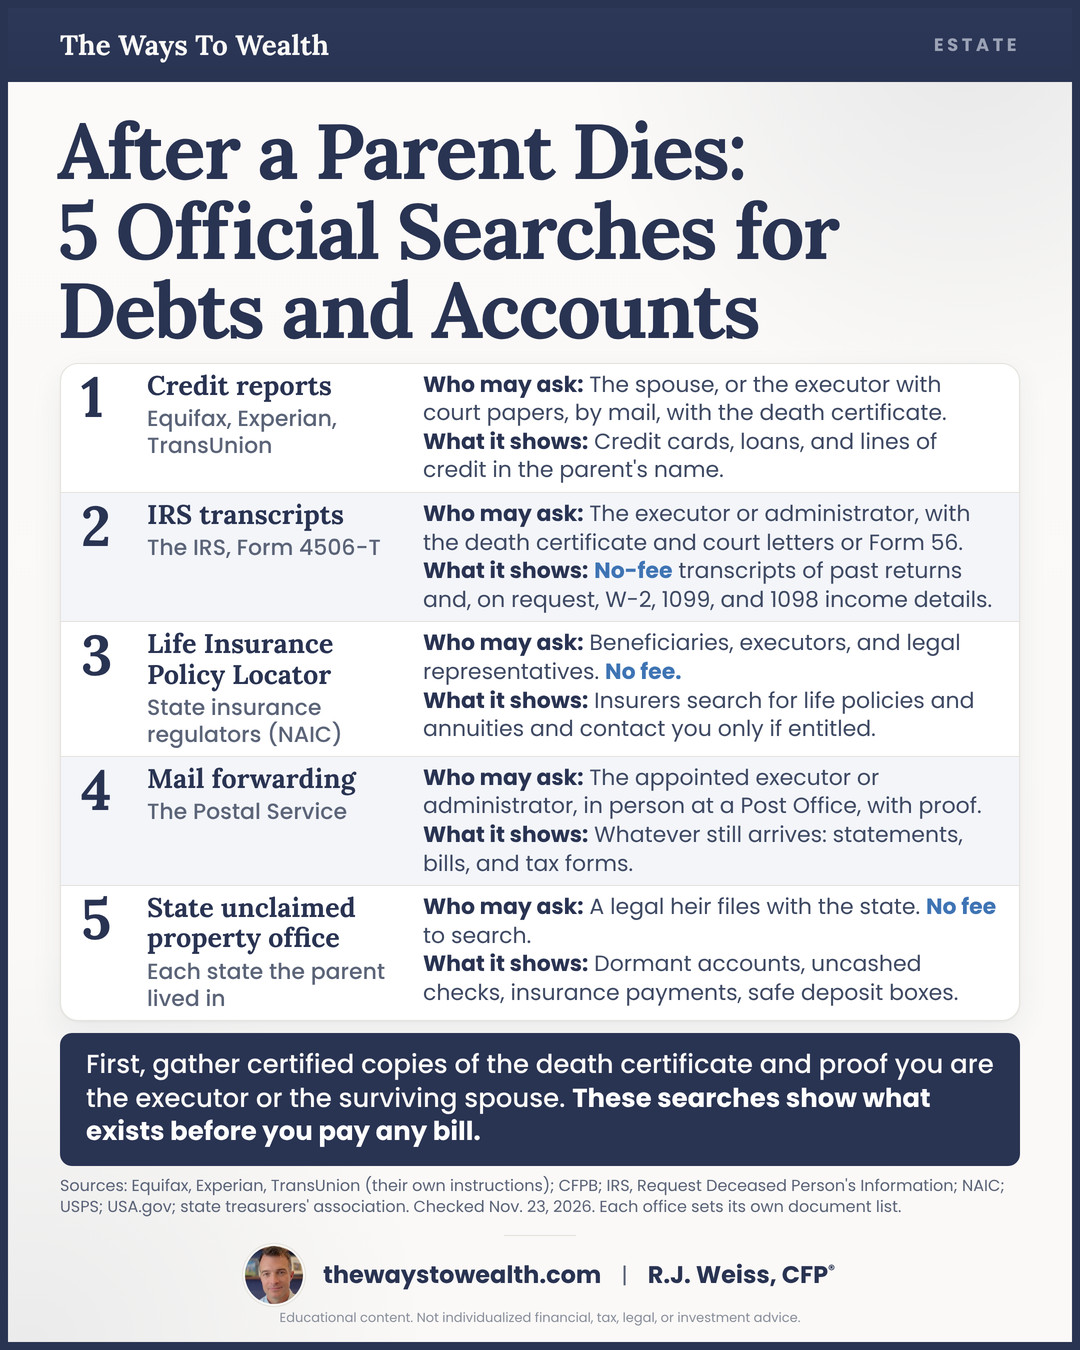 The Ways To Wealth
ESTATE
After a Parent Dies:
5 Official Searches for
Debts and Accounts
1
Credit reports
Equifax, Experian,
TransUnion
Who may ask: The spouse, or the executor with
court papers, by mail, with the death certificate.
What it shows: Credit cards, loans, and lines of
credit in the parent's name.
2
IRS transcripts
The IRS, Form 4506-T
Who may ask: The executor or administrator, with
the death certificate and court letters or Form 56.
What it shows: No-fee transcripts of past returns
and, on request, W-2, 1099, and 1098 income details.
3
Life Insurance
Policy Locator
State insurance
regulators (NAIC)
Who may ask: Beneficiaries, executors, and legal
representatives. No fee.
What it shows: Insurers search for life policies and
annuities and contact you only if entitled.
4
Mail forwarding
The Postal Service
Who may ask: The appointed executor or
administrator, in person at a Post Office, with proof.
What it shows: Whatever still arrives: statements,
bills, and tax forms.
5
State unclaimed
property office
Each state the parent
lived in
Who may ask: A legal heir files with the state. No fee
to search.
What it shows: Dormant accounts, uncashed
checks, insurance payments, safe deposit boxes.
First, gather certified copies of the death certificate and proof you are
the executor or the surviving spouse. These searches show what
exists before you pay any bill.
Sources: Equifax, Experian, TransUnion (their own instructions); CFPB; IRS, Request Deceased Person's Information; NAIC;
USPS; USA.gov; state treasurers' association. Checked Nov. 23, 2026. Each office sets its own document list.
thewaystowealth.com | R.J. Weiss, CFP®
Educational content. Not individualized financial, tax, legal, or investment advice.